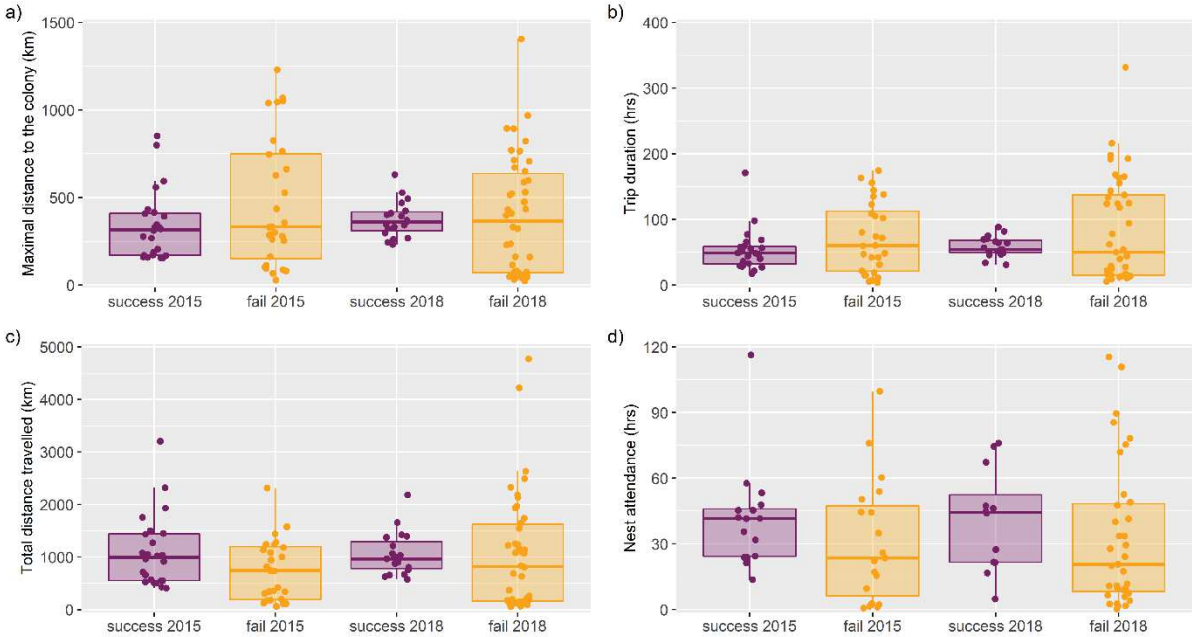 a)
Maximal distance to the colony (km)
1500
1000
500
0
success 2015
fail 2015
success 2018
fail 2018
b)
Trip duration (hrs)
400
300
200
100
0
success 2015
fail 2015
success 2018
fail 2018
c)
Total distance travelled (km)
5000
4000
3000
2000
1000
0
success 2015
fail 2015
success 2018
fail 2018
d)
Nest attendance (hrs)
120
90
60
30
0
success 2015
fail 2015
success 2018
fail 2018